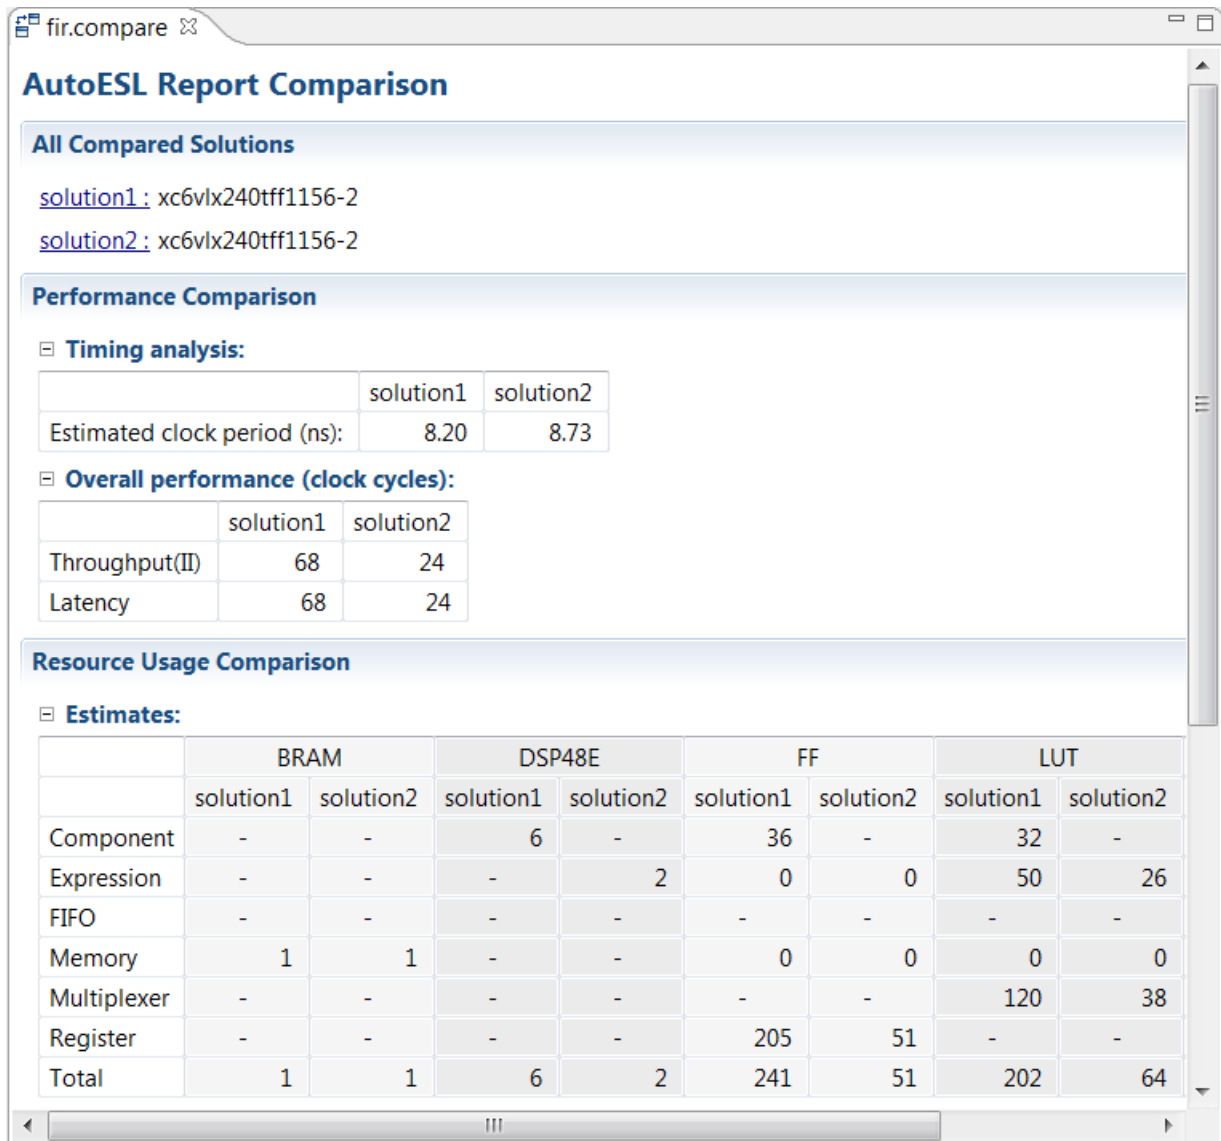 fir.compare
AutoESL Report Comparison
All Compared Solutions
solution1 : xc6vlx240tff1156-2
solution2 : xc6vlx240tff1156-2
Performance Comparison
Timing analysis:
solution1 solution2
Estimated clock period (ns): 8.20 8.73
Overall performance (clock cycles):
solution1 solution2
Throughput(II) 68 24
Latency 68 24
Resource Usage Comparison
Estimates:
BRAM DSP48E FF LUT
solution1 solution2 solution1 solution2 solution1 solution2 solution1 solution2
Component - - 6 - 36 - 32 -
Expression - - - 2 0 0 50 26
FIFO - - - - - - - -
Memory 1 1 - - 0 0 0 0
Multiplexer - - - - - - 120 38
Register - - - - 205 51 - -
Total 1 1 6 2 241 51 202 64